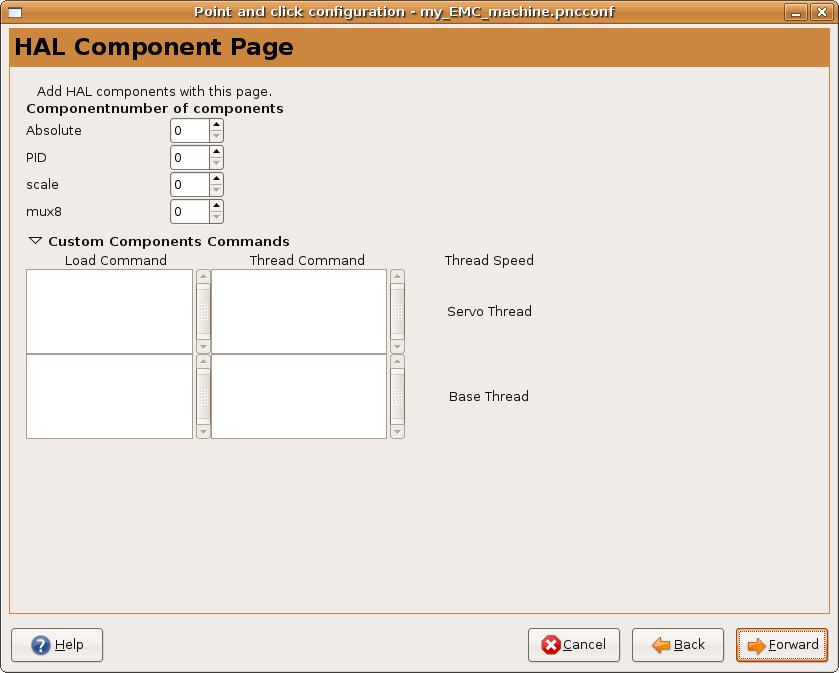 Point and click configuration - my_EMC_machine.pncconf
HAL Component Page
Add HAL components with this page.
Componentnumber of components
Absolute 0
PID 0
scale 0
mux8 0
Custom Components Commands
Load Command Thread Command Thread Speed
Servo Thread
Base Thread
Help Cancel Back Forward